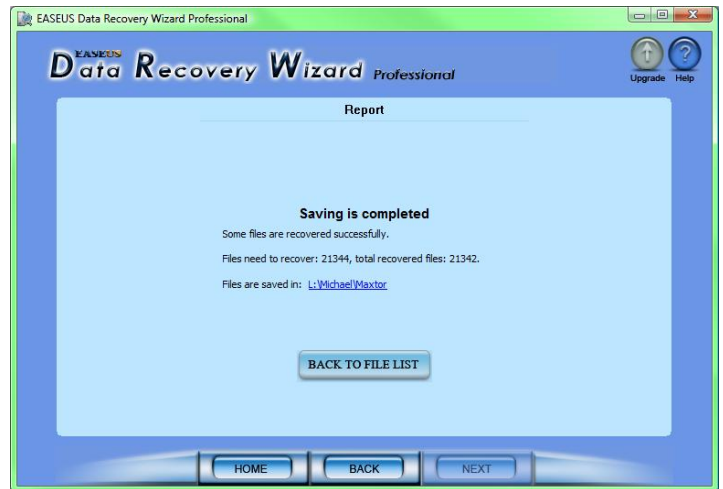 EASEUS Data Recovery Wizard Professional
EASEUS
Data Recovery Wizard Professional
Upgrade Help
Report
Saving is completed
Some files are recovered successfully.
Files need to recover: 21344, total recovered files: 21342.
Files are saved in: L:\Michael\Maxtor
BACK TO FILE LIST
HOME BACK NEXT